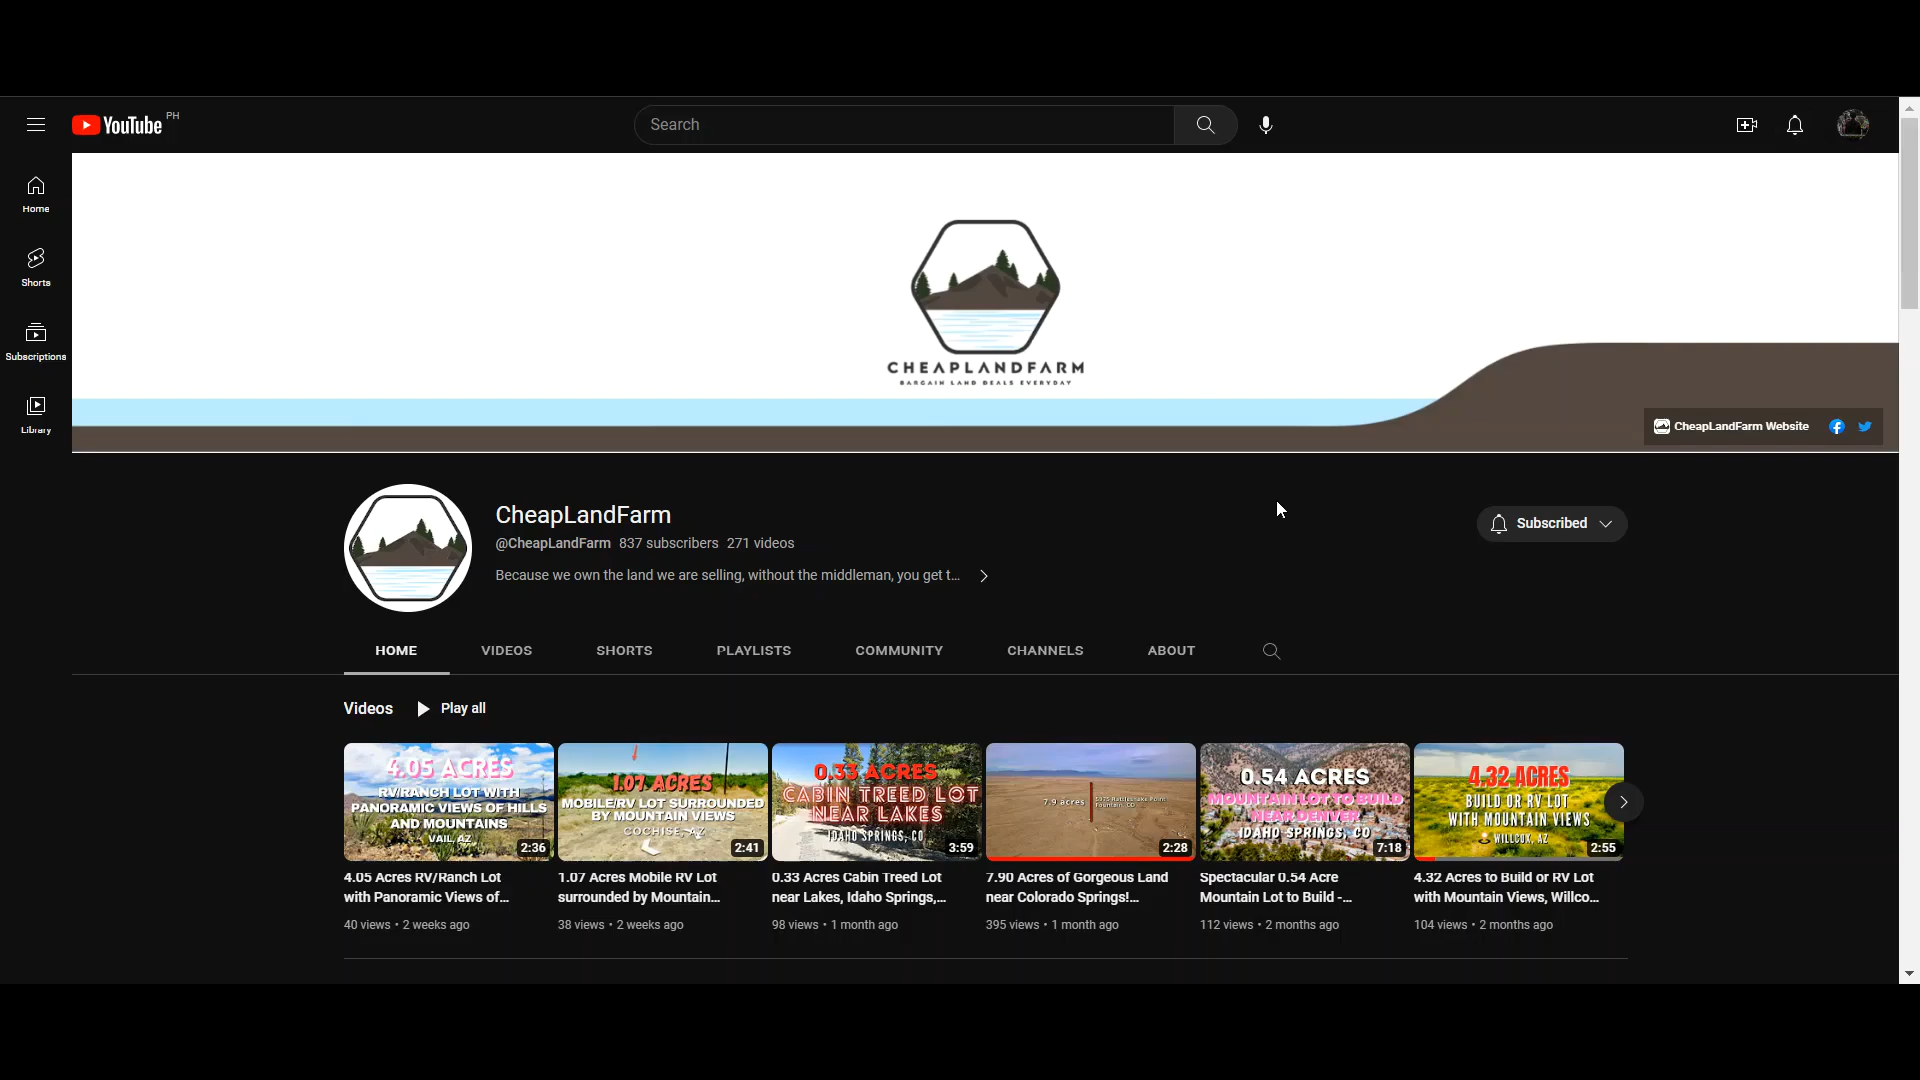 YouTube PH
Search
Home
Shorts
Subscriptions
Library
CHEAPLANDFARM
BARGAIN LAND DEALS EVERYDAY
CheapLandFarm Website
CheapLandFarm
@CheapLandFarm 837 subscribers 271 videos
Because we own the land we are selling, without the middleman, you get t...
Subscribed
HOME VIDEOS SHORTS PLAYLISTS COMMUNITY CHANNELS ABOUT
Videos Play all
4.05 ACRES
RV/RANCH LOT WITH
PANORAMIC VIEWS OF HILLS
AND MOUNTAINS
VAIL, AZ
2:36
4.05 Acres RV/Ranch Lot
with Panoramic Views of...
40 views • 2 weeks ago
1.07 ACRES
MOBILE/RV LOT SURROUNDED
BY MOUNTAIN VIEWS
COCHISE, AZ
2:41
1.07 Acres Mobile RV Lot
surrounded by Mountain...
38 views • 2 weeks ago
0.33 ACRES
CABIN TREED LOT
NEAR LAKES
IDAHO SPRINGS, CO
3:59
0.33 Acres Cabin Treed Lot
near Lakes, Idaho Springs,...
98 views • 1 month ago
7.9 acres
5975 Rattlesnake Point
Fountain, CO
2:28
7.90 Acres of Gorgeous Land
near Colorado Springs!...
395 views • 1 month ago
0.54 ACRES
MOUNTAIN LOT TO BUILD
NEAR DENVER
IDAHO SPRINGS, CO
7:18
Spectacular 0.54 Acre
Mountain Lot to Build -...
112 views • 2 months ago
4.32 ACRES
BUILD OR RV LOT
WITH MOUNTAIN VIEWS
WILLCOX, AZ
2:55
4.32 Acres to Build or RV Lot
with Mountain Views, Willco...
104 views • 2 months ago